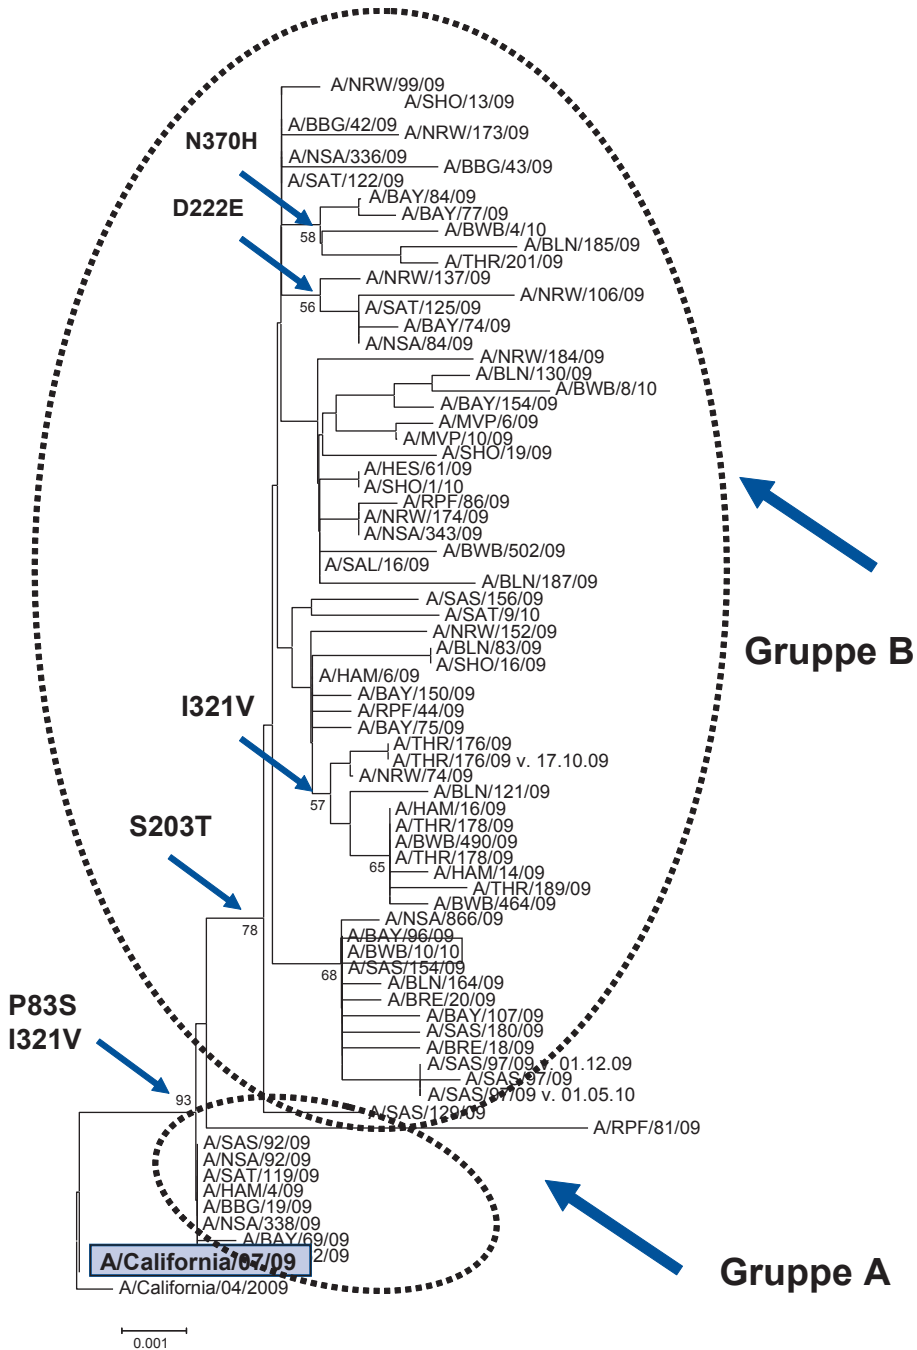 A/NRW/99/09
A/SHO/13/09
A/BBG/42/09
A/NRW/173/09
N370H
A/NSA/336/09
A/BBG/43/09
A/SAT/122/09
A/BAY/84/09
D222E
A/BAY/77/09
A/BWB/4/10
58
A/BLN/185/09
A/THR/201/09
A/NRW/137/09
A/NRW/106/09
56
A/SAT/125/09
A/BAY/74/09
A/NSA/84/09
A/NRW/184/09
A/BLN/130/09
A/BWB/8/10
A/BAY/154/09
A/MVP/6/09
A/MVP/10/09
A/SHO/19/09
A/HES/61/09
A/SHO/1/10
A/RPF/86/09
A/NRW/174/09
A/NSA/343/09
A/BWB/502/09
A/SAL/16/09
A/BLN/187/09
A/SAS/156/09
A/SAT/9/10
A/NRW/152/09
A/BLN/83/09
Gruppe B
A/SHO/16/09
A/HAM/6/09
A/BAY/150/09
I321V
A/RPF/44/09
A/BAY/75/09
A/THR/176/09
A/THR/176/09 v. 17.10.09
A/NRW/74/09
A/BLN/121/09
57
A/HAM/16/09
S203T
A/THR/178/09
A/BWB/490/09
A/THR/178/09
65
A/HAM/14/09
A/THR/189/09
A/BWB/464/09
A/NSA/866/09
78
A/BAY/96/09
A/BWB/10/10
A/SAS/154/09
68
A/BLN/164/09
A/BRE/20/09
P83S
A/BAY/107/09
A/SAS/180/09
I321V
A/BRE/18/09
A/SAS/97/09 v. 01.12.09
A/SAS/97/09
A/SAS/97/09 v. 01.05.10
93
A/SAS/129/09
A/RPF/81/09
A/SAS/92/09
A/NSA/92/09
A/SAT/119/09
A/HAM/4/09
A/BBG/19/09
A/NSA/338/09
A/BAY/69/09
2/09
A/California/07/09
Gruppe A
A/California/04/2009
0.001